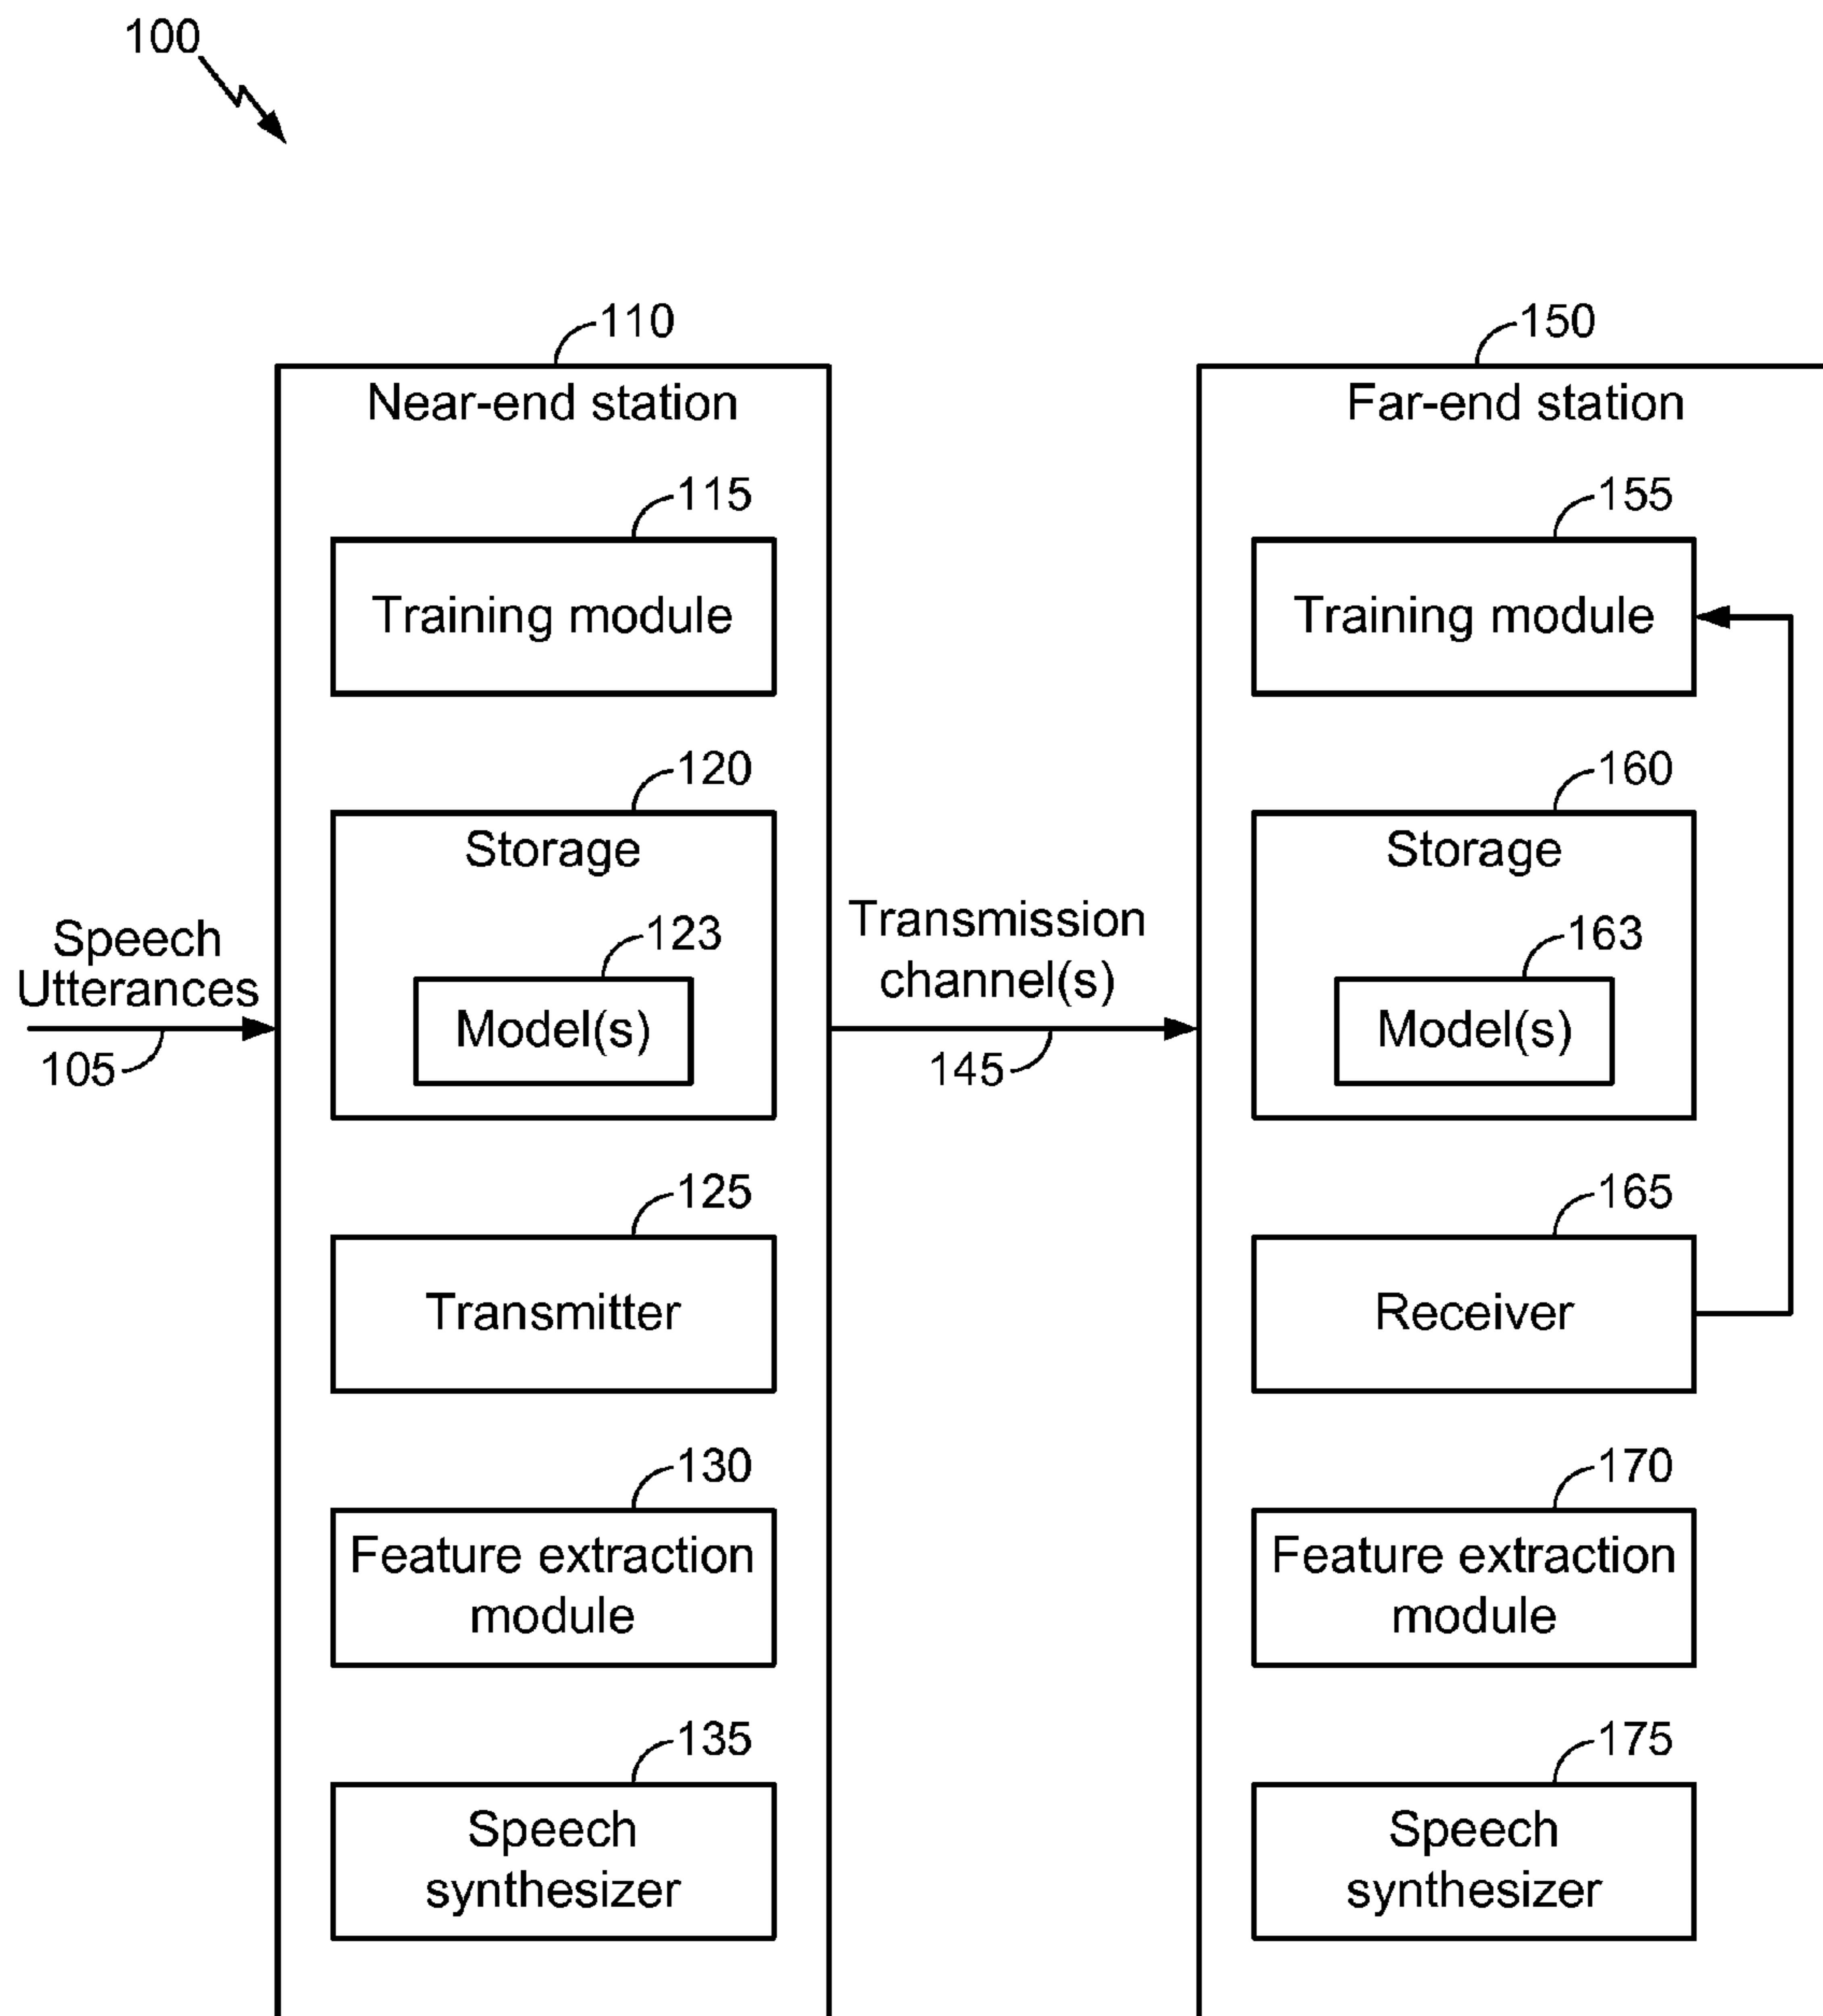 100
110
Near-end station
115
Training module
120
Storage
123
Model(s)
125
Transmitter
130
Feature extraction
module
135
Speech
synthesizer
Speech
Utterances
105
Transmission
channel(s)
145
150
Far-end station
155
Training module
160
Storage
163
Model(s)
165
Receiver
170
Feature extraction
module
175
Speech
synthesizer